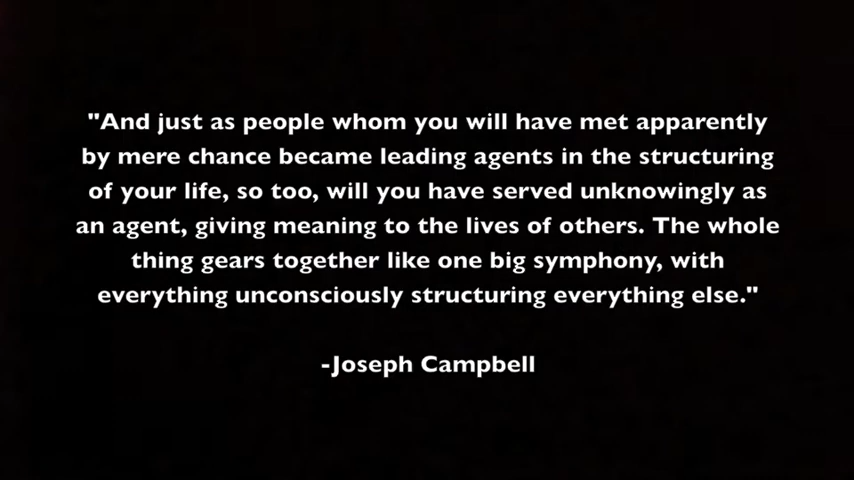 "And just as people whom you will have met apparently
by mere chance became leading agents in the structuring
of your life, so too, will you have served unknowingly as
an agent, giving meaning to the lives of others. The whole
thing gears together like one big symphony, with
everything unconsciously structuring everything else."
-Joseph Campbell